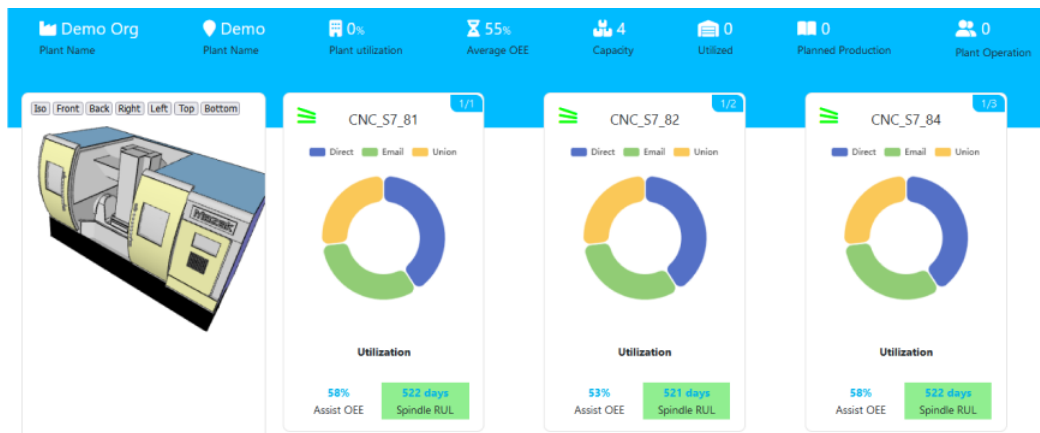 Demo Org
Plant Name
Demo
Plant Name
0%
Plant utilization
55%
Average OEE
4
Capacity
0
Utilized
0
Planned Production
0
Plant Operation
Iso Front Back Right Left Top Bottom
Mazak
1/1
CNC_S7_81
Direct Email Union
Utilization
58%
Assist OEE
522 days
Spindle RUL
1/2
CNC_S7_82
Direct Email Union
Utilization
53%
Assist OEE
521 days
Spindle RUL
1/3
CNC_S7_84
Direct Email Union
Utilization
58%
Assist OEE
522 days
Spindle RUL